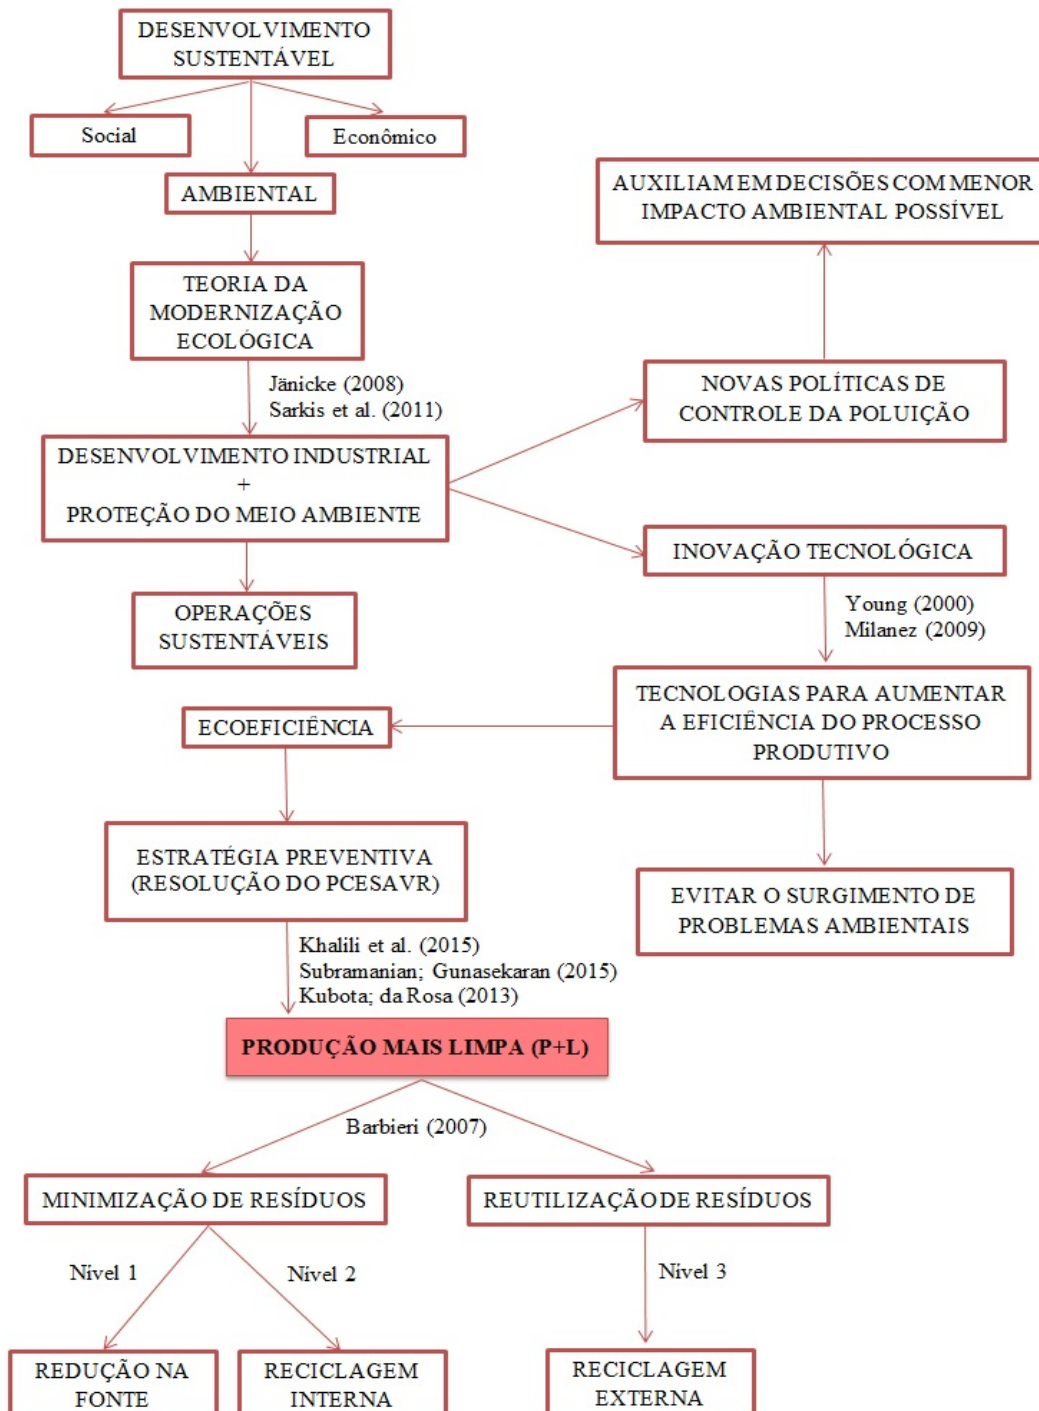 DESENVOLVIMENTO
SUSTENTÁVEL
Social
Econômico
AMBIENTAL
AUXILIAM EM DECISÕES COM MENOR
IMPACTO AMBIENTAL POSSÍVEL
TEORIA DA
MODERNIZAÇÃO
ECOLÓGICA
Jänicke (2008)
Sarkis et al. (2011)
NOVAS POLÍTICAS DE
CONTROLE DA POLUIÇÃO
DESENVOLVIMENTO INDUSTRIAL
+
PROTEÇÃO DO MEIO AMBIENTE
INOVAÇÃO TECNOLÓGICA
OPERAÇÕES
SUSTENTÁVEIS
Young (2000)
Milanez (2009)
TECNOLOGIAS PARA AUMENTAR
A EFICIÊNCIA DO PROCESSO
PRODUTIVO
ECOEFICIÊNCIA
ESTRATÉGIA PREVENTIVA
(RESOLUÇÃO DO PCESAVR)
EVITAR O SURGIMENTO DE
PROBLEMAS AMBIENTAIS
Khalili et al. (2015)
Subramanian; Gunasekaran (2015)
Kubota; da Rosa (2013)
PRODUÇÃO MAIS LIMPA (P+L)
Barbieri (2007)
MINIMIZAÇÃO DE RESÍDUOS
REUTILIZAÇÃO DE RESÍDUOS
Nível 1
Nível 2
Nível 3
REDUÇÃO NA
FONTE
RECICLAGEM
INTERNA
RECICLAGEM
EXTERNA